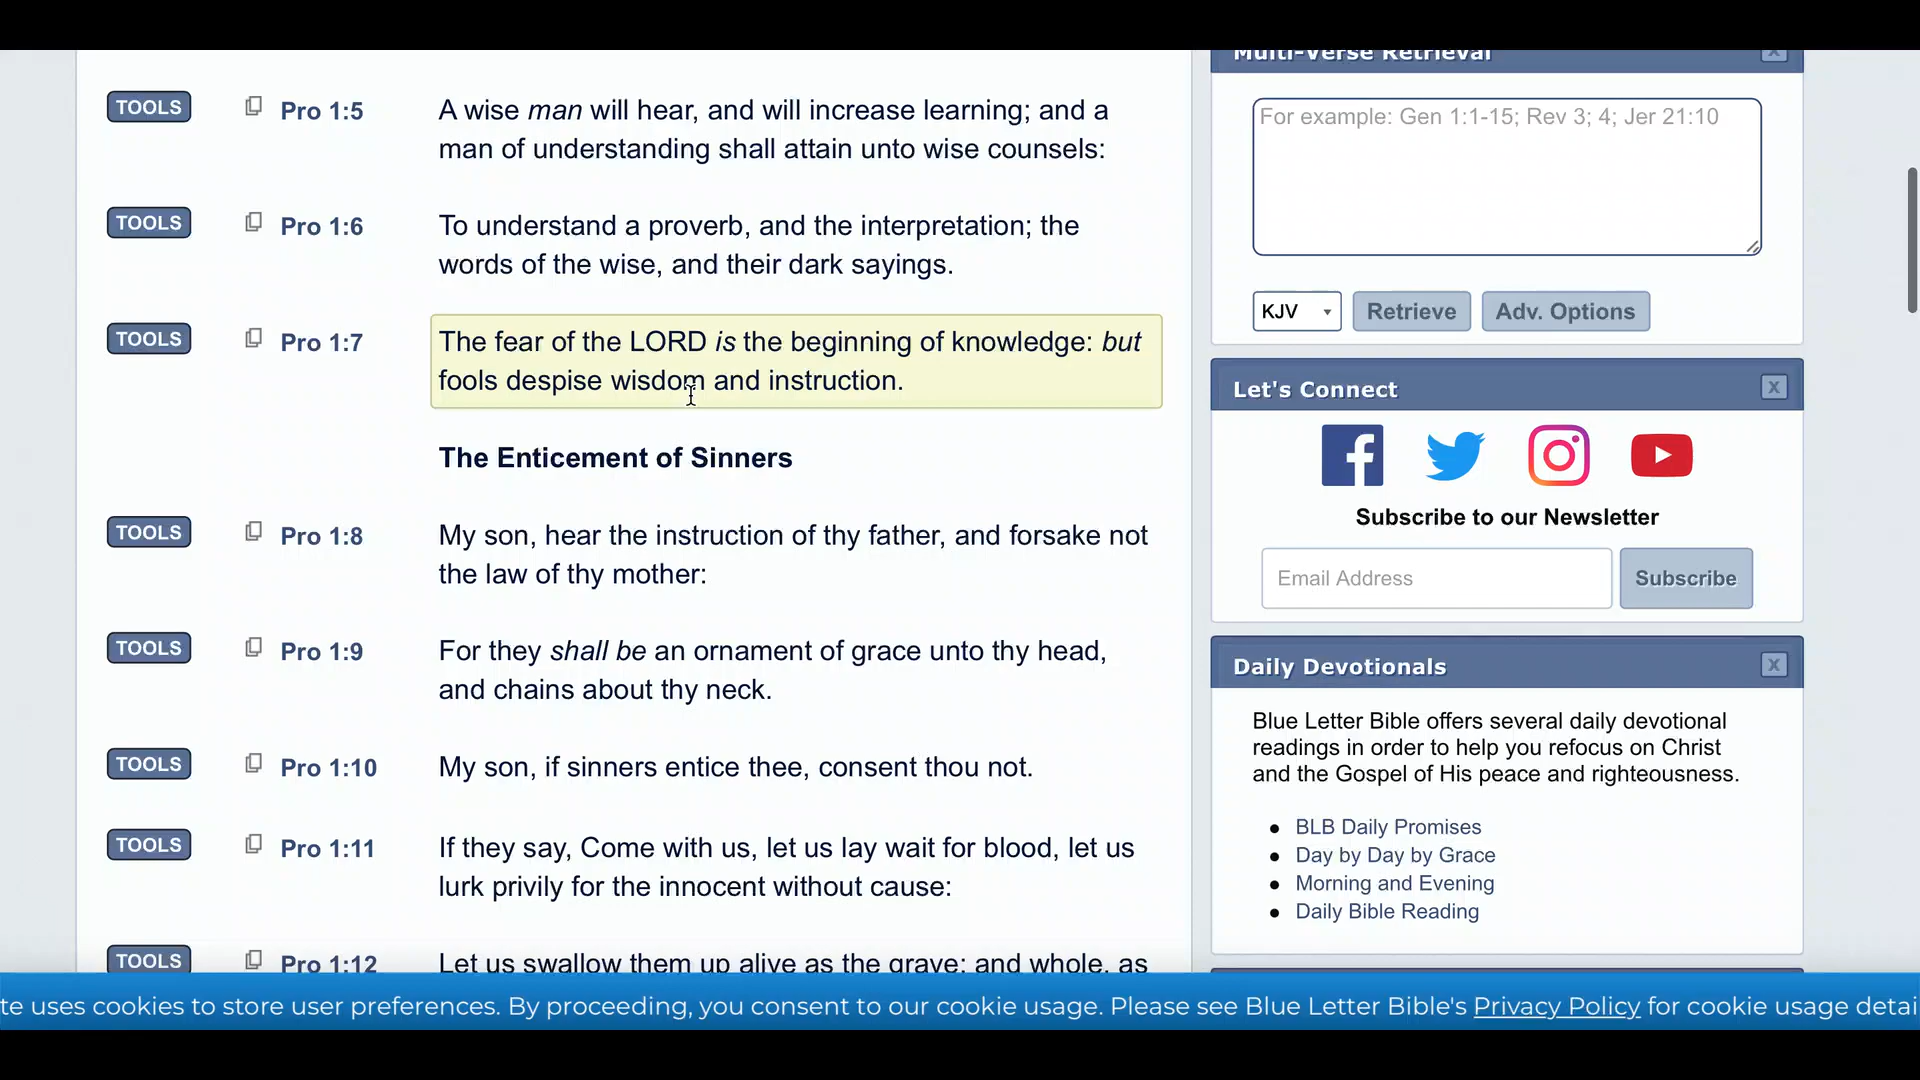 TOOLS Pro 1:5 A wise man will hear, and will increase learning; and a
man of understanding shall attain unto wise counsels:
TOOLS Pro 1:6 To understand a proverb, and the interpretation; the
words of the wise, and their dark sayings.
TOOLS Pro 1:7 The fear of the LORD is the beginning of knowledge: but
fools despise wisdom and instruction.
The Enticement of Sinners
TOOLS Pro 1:8 My son, hear the instruction of thy father, and forsake not
the law of thy mother:
TOOLS Pro 1:9 For they shall be an ornament of grace unto thy head,
and chains about thy neck.
TOOLS Pro 1:10 My son, if sinners entice thee, consent thou not.
TOOLS Pro 1:11 If they say, Come with us, let us lay wait for blood, let us
lurk privily for the innocent without cause:
TOOLS Pro 1:12 Let us swallow them up alive as the grave; and whole, as
Multi-Verse Retrieval X
For example: Gen 1:1-15; Rev 3; 4; Jer 21:10
KJV Retrieve Adv. Options
Let's Connect X
Subscribe to our Newsletter
Email Address Subscribe
Daily Devotionals X
Blue Letter Bible offers several daily devotional
readings in order to help you refocus on Christ
and the Gospel of His peace and righteousness.
BLB Daily Promises
Day by Day by Grace
Morning and Evening
Daily Bible Reading
te uses cookies to store user preferences. By proceeding, you consent to our cookie usage. Please see Blue Letter Bible's Privacy Policy for cookie usage detai